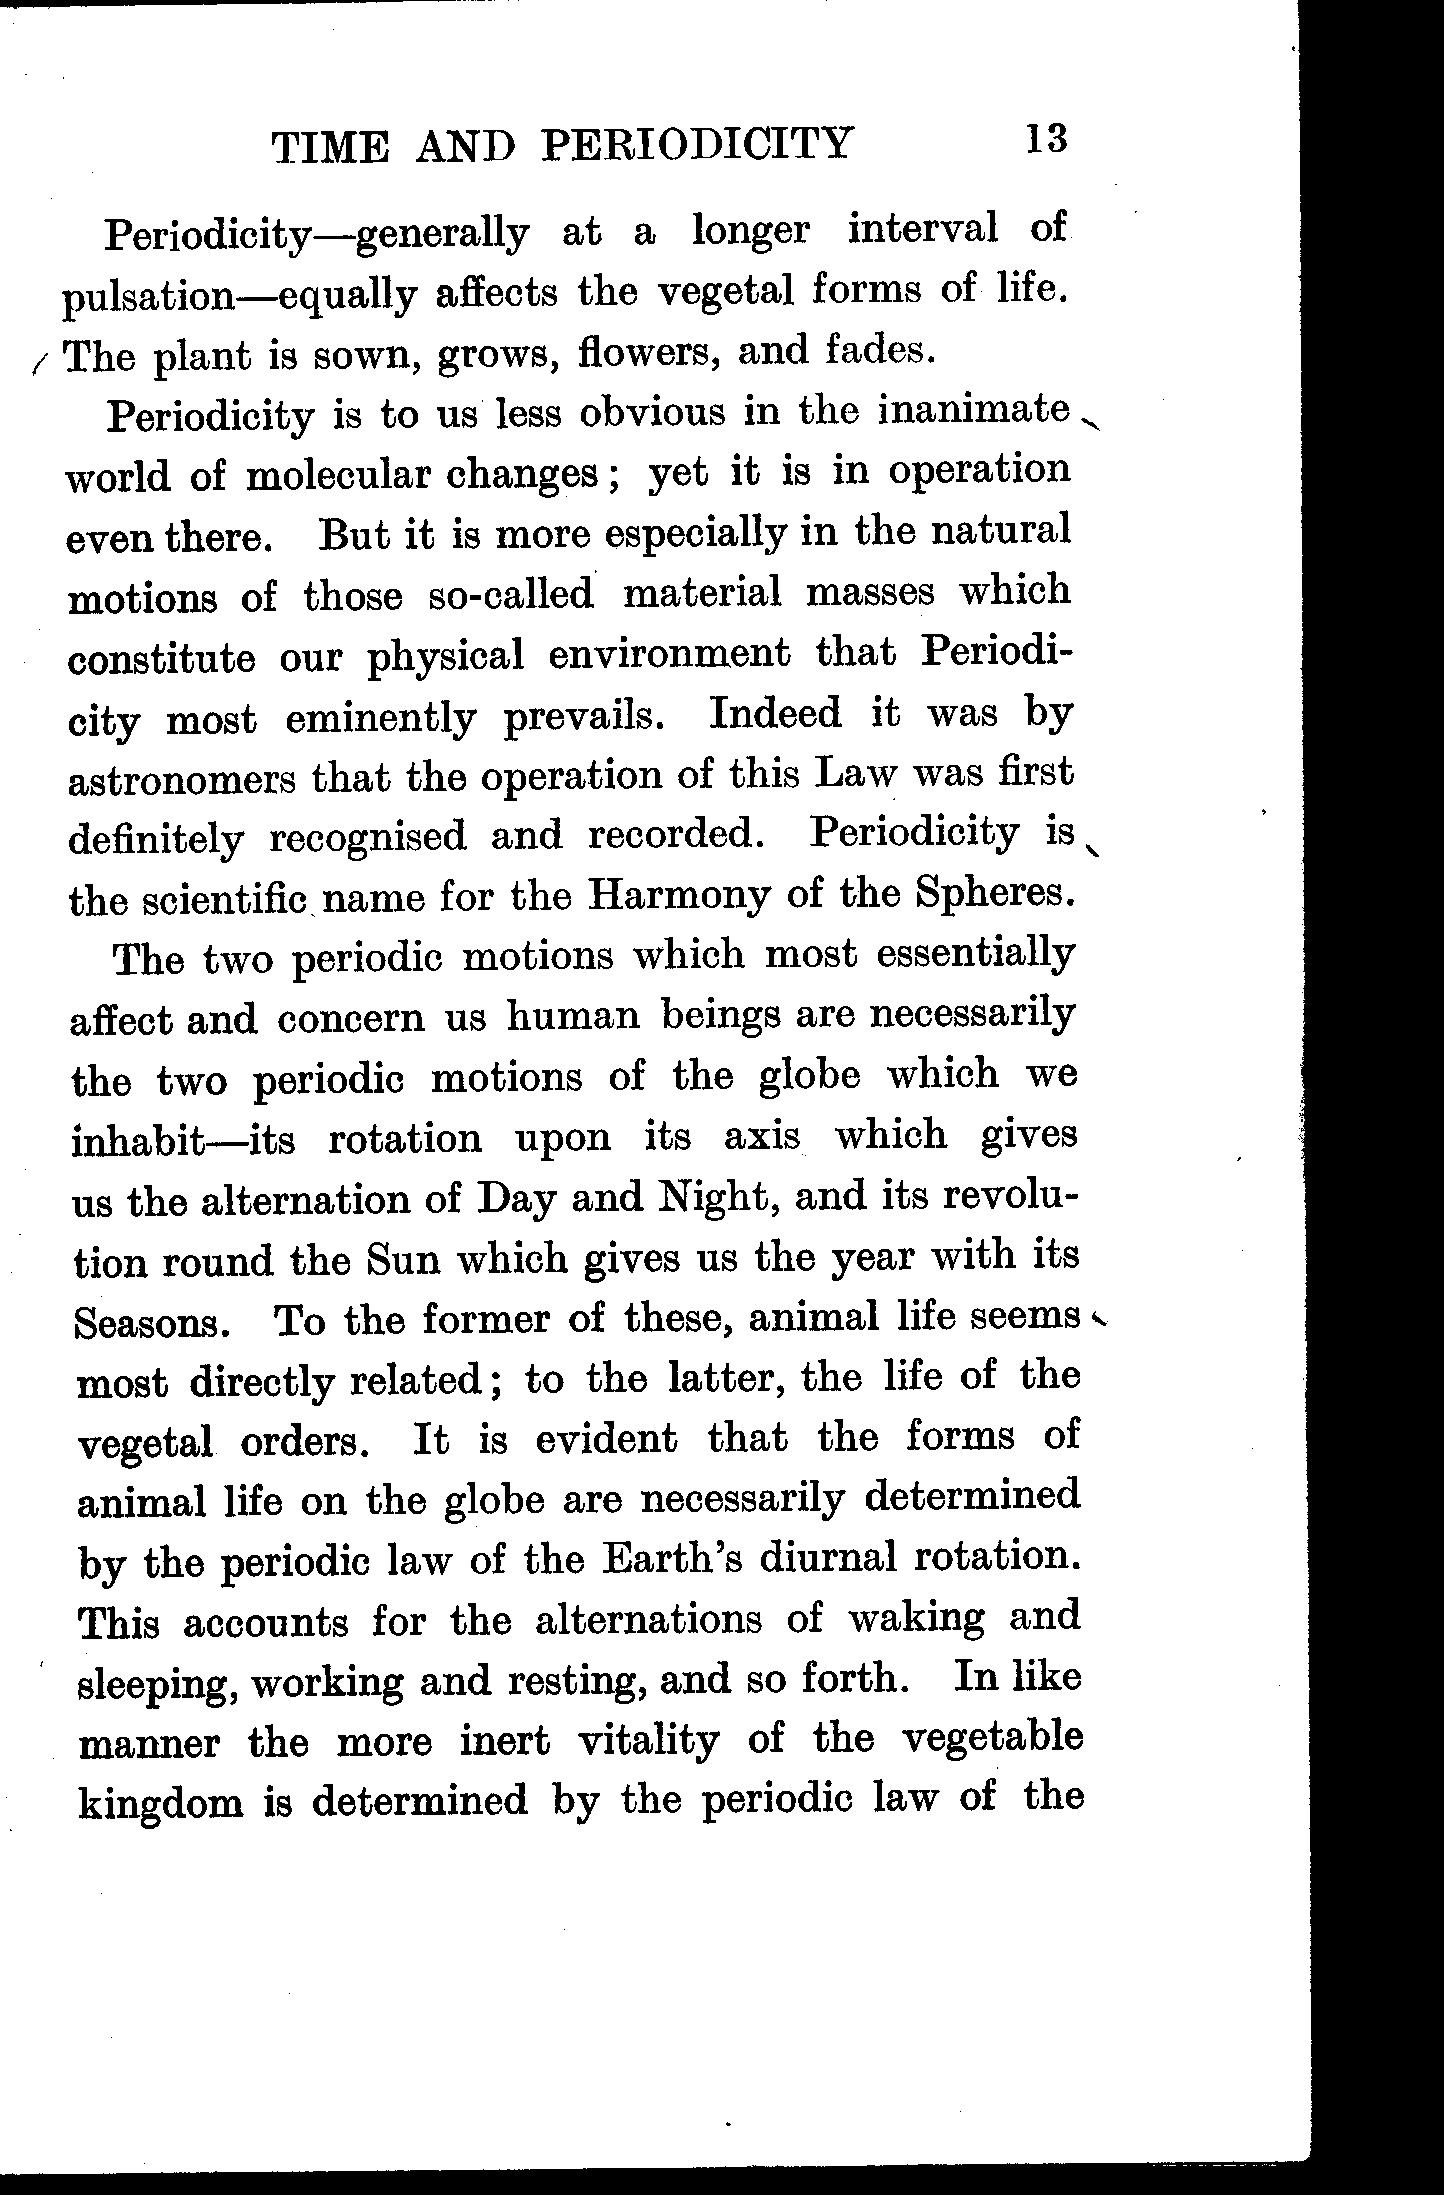 TIME AND PERIODICITY 13
Periodicity—generally at a longer interval of
pulsation—equally affects the vegetal forms of life.
The plant is sown, grows, flowers, and fades.
Periodicity is to us less obvious in the inanimate
world of molecular changes; yet it is in operation
even there. But it is more especially in the natural
motions of those so-called material masses which
constitute our physical environment that Periodi-
city most eminently prevails. Indeed it was by
astronomers that the operation of this Law was first
definitely recognised and recorded. Periodicity is
the scientific name for the Harmony of the Spheres.
The two periodic motions which most essentially
affect and concern us human beings are necessarily
the two periodic motions of the globe which we
inhabit—its rotation upon its axis which gives
us the alternation of Day and Night, and its revolu-
tion round the Sun which gives us the year with its
Seasons. To the former of these, animal life seems
most directly related; to the latter, the life of the
vegetal orders. It is evident that the forms of
animal life on the globe are necessarily determined
by the periodic law of the Earth's diurnal rotation.
This accounts for the alternations of waking and
sleeping, working and resting, and so forth. In like
manner the more inert vitality of the vegetable
kingdom is determined by the periodic law of the